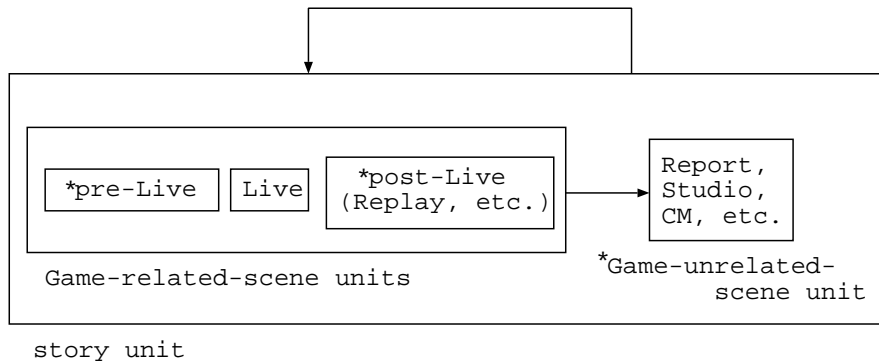 *pre-Live
Live
*post-Live
(Replay, etc.)
Report,
Studio,
CM, etc.
Game-related-scene units
*Game-unrelated-
scene unit
story unit